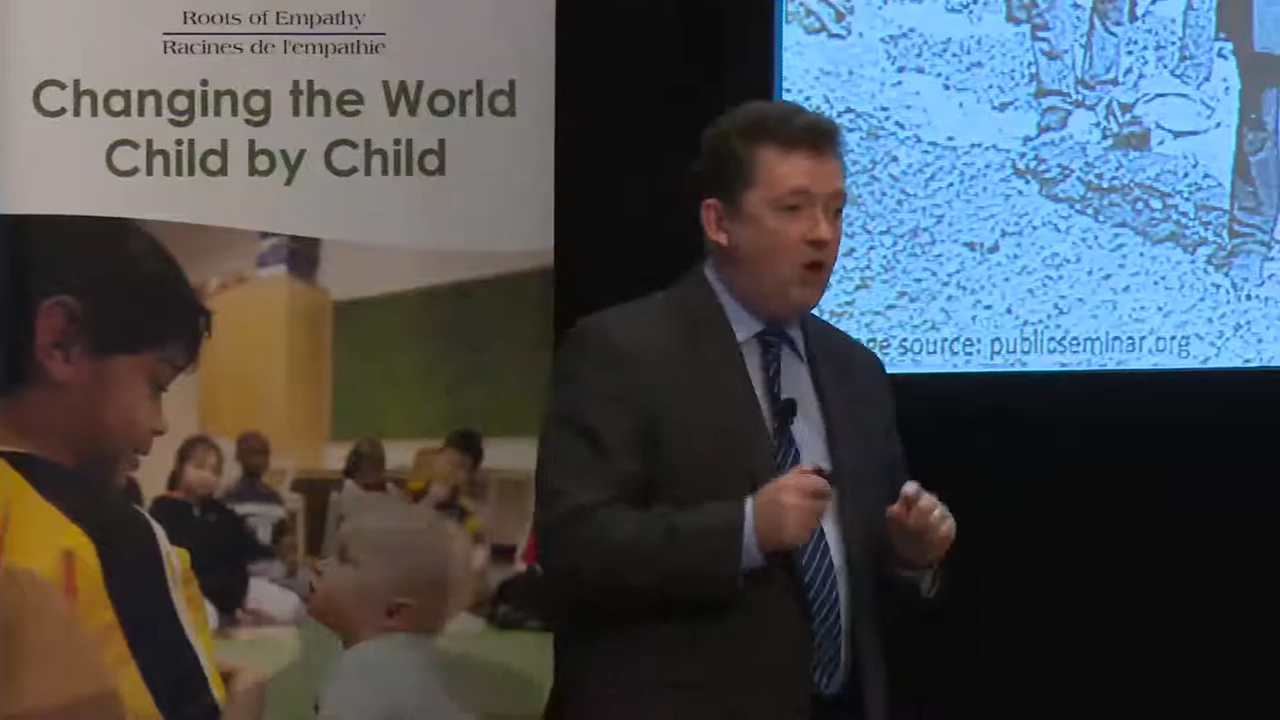 Roots of Empathy
Racines de l'empathie
Changing the World
Child by Child
source: publicseminar.org